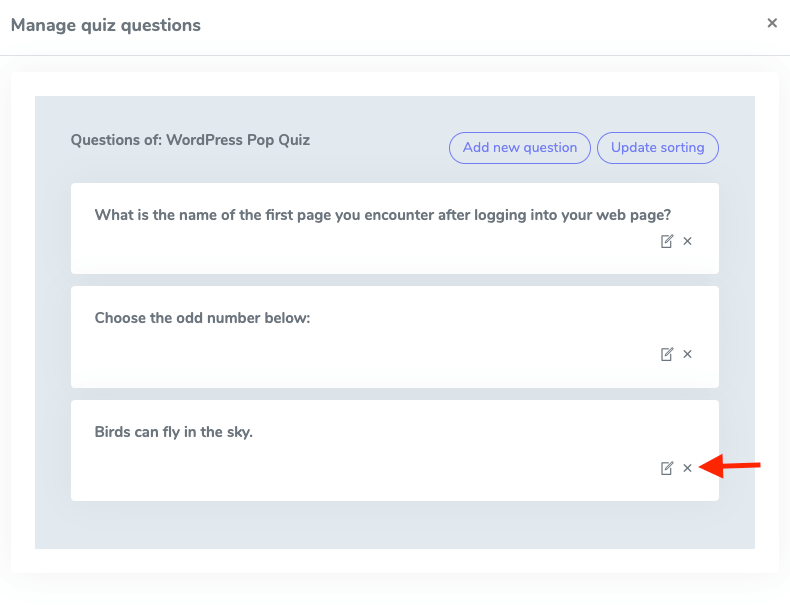 Manage quiz questions
Questions of: WordPress Pop Quiz
Add new question
Update sorting
What is the name of the first page you encounter after logging into your web page?
Choose the odd number below:
Birds can fly in the sky.